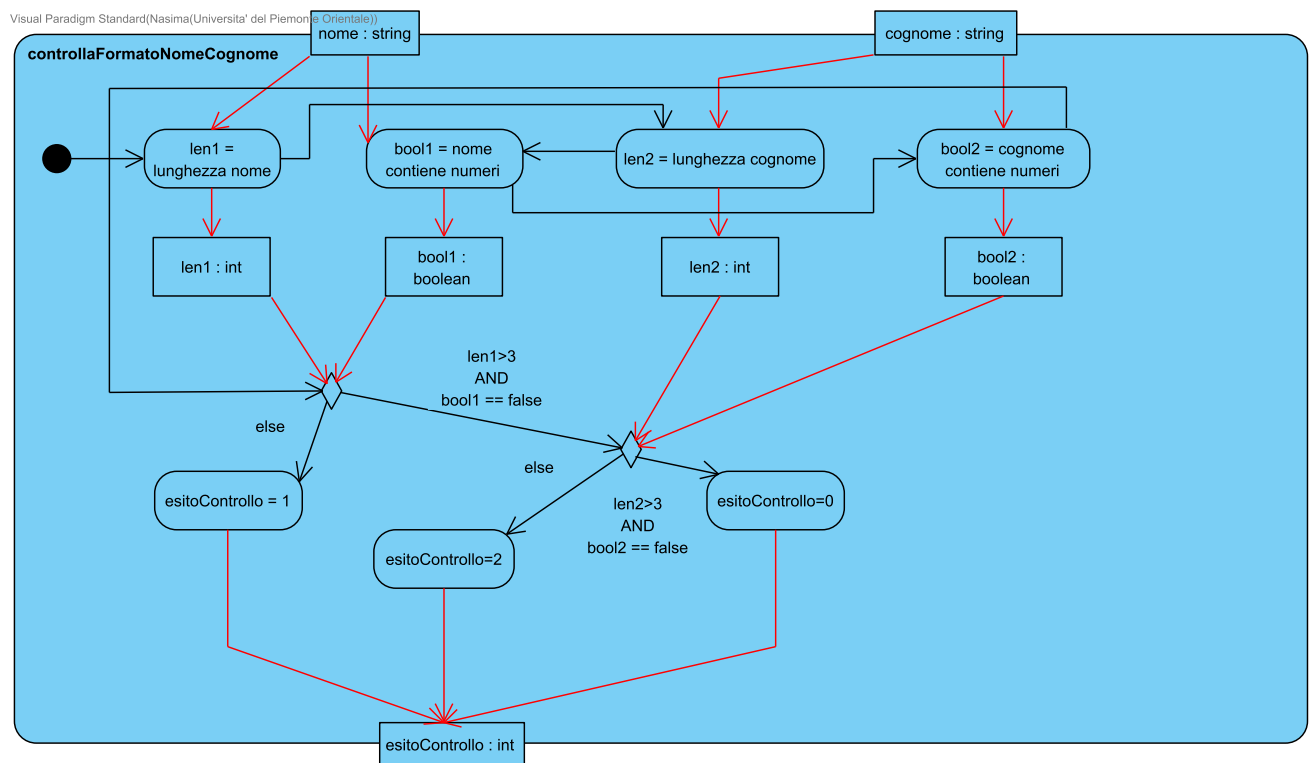 Visual Paradigm Standard(Nasima(Universita' del Piemonte Orientale))
nome : string
cognome : string
controllaFormatoNomeCognome
len1 =
lunghezza nome
bool1 = nome
contiene numeri
len2 = lunghezza cognome
bool2 = cognome
contiene numeri
len1 : int
bool1 :
boolean
len2 : int
bool2 :
boolean
len1>3
AND
bool1 == false
else
else
esitoControllo = 1
esitoControllo=0
len2>3
AND
bool2 == false
esitoControllo=2
esitoControllo : int